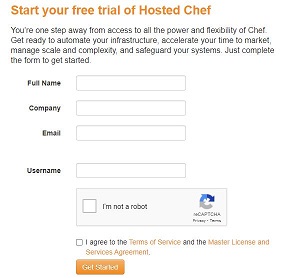 Start your free trial of Hosted Chef
You're one step away from access to all the power and flexibility of Chef.
Get ready to automate your infrastructure, accelerate your time to market,
manage scale and complexity, and safeguard your systems. Just complete
the form to get started.
Full Name
Company
Email
Username
I'm not a robot
reCAPTCHA
Privacy - Terms
I agree to the Terms of Service and the Master License and
Services Agreement.
Get Started